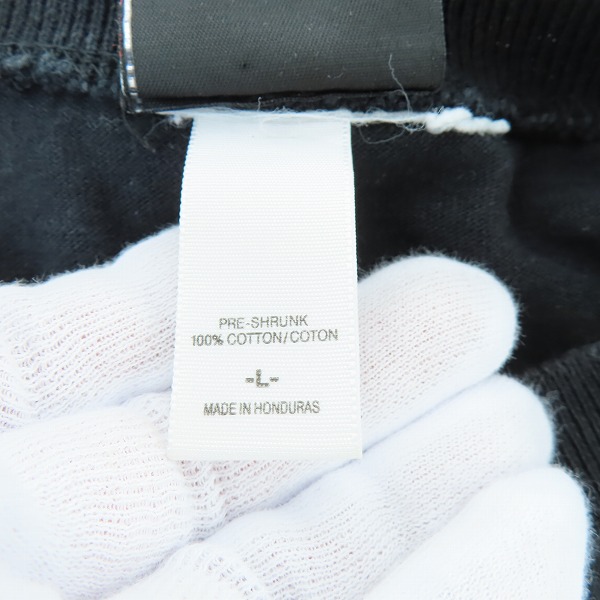 PRE-SHRUNK
100% COTTON/COTON
-L-
MADE IN HONDURAS